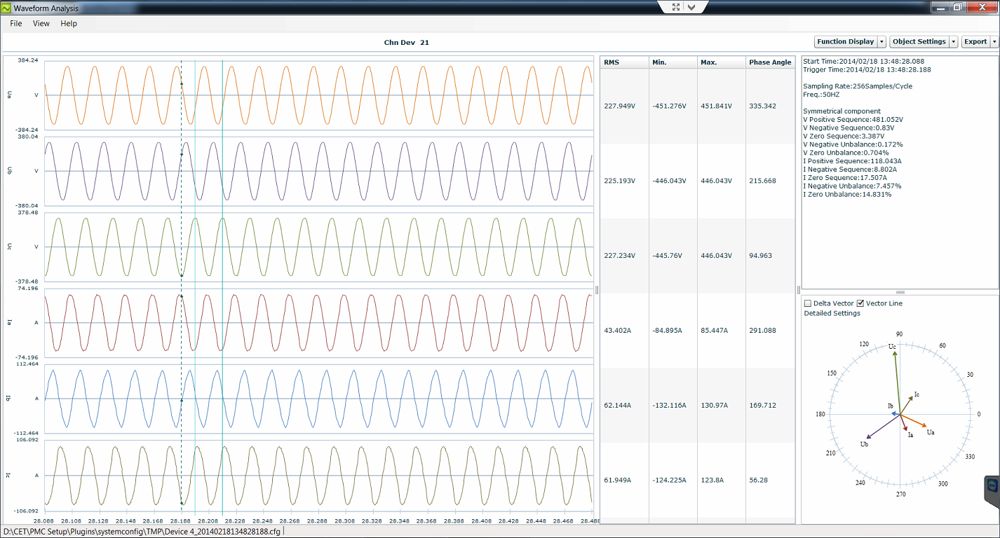 Waveform Analysis
File View Help
Chn Dev 21
Function Display Object Settings Export
384.24
Ua V
-384.24
380.04
Ub V
-380.04
378.48
Uc V
-378.48
74.196
Ia A
-74.196
112.464
Ib A
-112.464
106.092
Ic A
-106.092
28.088 28.108 28.128 28.148 28.168 28.188 28.208 28.228 28.248 28.268 28.288 28.308 28.328 28.348 28.368 28.388 28.408 28.428 28.448 28.468 28.488
RMS Min. Max. Phase Angle
227.949V -451.276V 451.841V 335.342
225.193V -446.043V 446.043V 215.668
227.234V -445.76V 446.043V 94.963
43.402A -84.895A 85.447A 291.088
62.144A -132.116A 130.97A 169.712
61.949A -124.225A 123.8A 56.28
Start Time:2014/02/18 13:48:28.088
Trigger Time:2014/02/18 13:48:28.188
Sampling Rate:256Samples/Cycle
Freq.:50HZ
Symmetrical component
V Positive Sequence:481.052V
V Negative Sequence:0.83V
V Zero Sequence:3.387V
V Negative Unbalance:0.172%
V Zero Unbalance:0.704%
I Positive Sequence:118.043A
I Negative Sequence:8.802A
I Zero Sequence:17.507A
I Negative Unbalance:7.457%
I Zero Unbalance:14.831%
Delta Vector Vector Line
Detailed Settings
90
120 Uc 60
150 30
Ic
Ib
180 0
Ia Ua
Ub
210 330
240 300
270
D:\CET\PMC Setup\Plugins\systemconfig\TMP\Device 4_20140218134828188.cfg